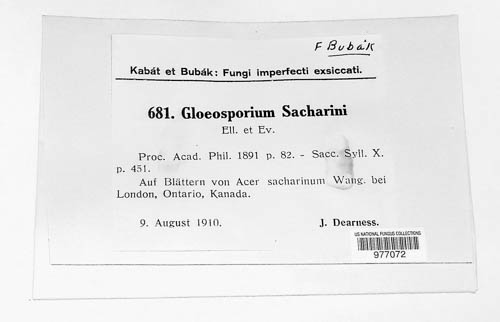 F Bubák
Kabát et Bubák: Fungi imperfecti exsiccati.
681. Gloeosporium Sacharini
Ell. et Ev.
Proc. Acad. Phil. 1891 p. 82. - Sacc. Syll. X.
p. 451.
Auf Blättern von Acer sacharinum Wang. bei
London, Ontario, Kanada.
9. August 1910. J. Dearness.
US NATIONAL FUNGUS COLLECTIONS
977072